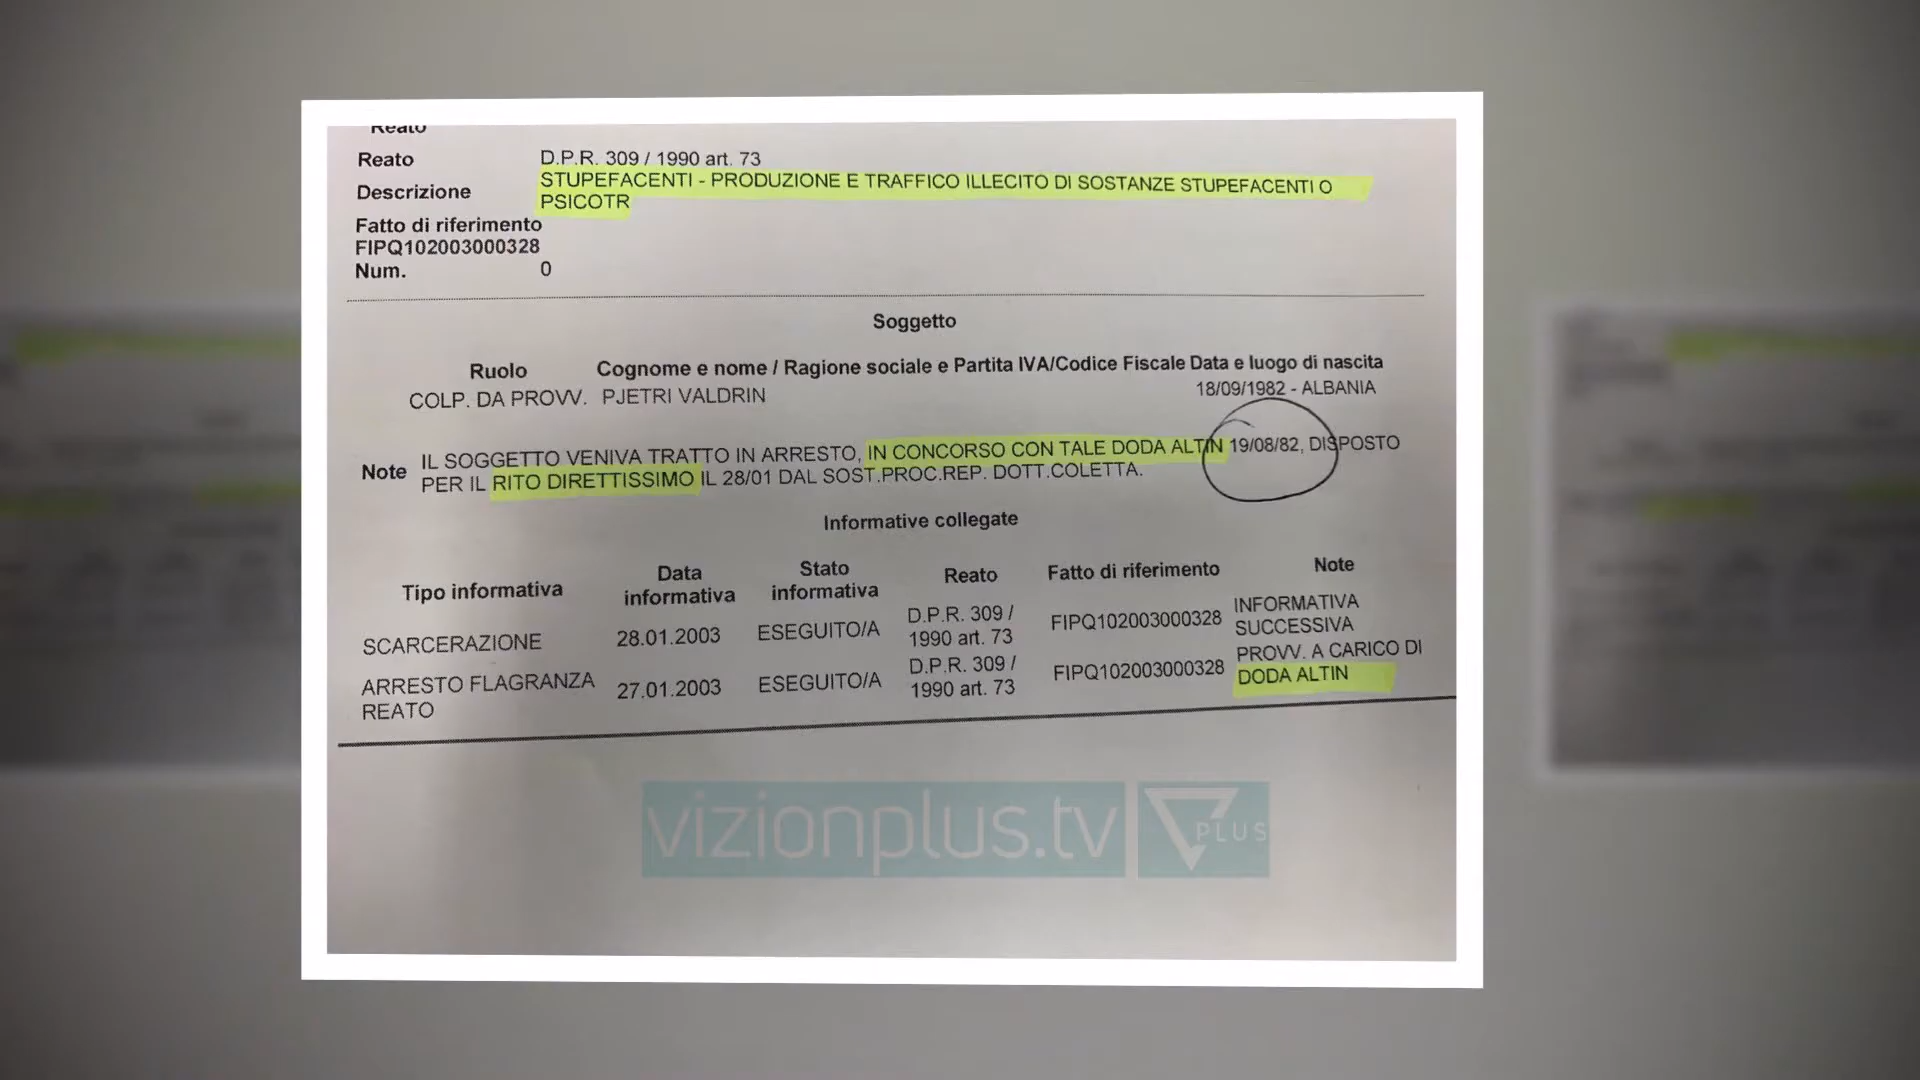 Reato
Reato D.P.R. 309 / 1990 art. 73
Descrizione STUPEFACENTI - PRODUZIONE E TRAFFICO ILLECITO DI SOSTANZE STUPEFACENTI O
PSICOTR
Fatto di riferimento
FIPQ102003000328
Num. 0
Soggetto
Ruolo Cognome e nome / Ragione sociale e Partita IVA/Codice Fiscale Data e luogo di nascita
COLP. DA PROVV. PJETRI VALDRIN 18/09/1982 - ALBANIA
Note IL SOGGETTO VENIVA TRATTO IN ARRESTO, IN CONCORSO CON TALE DODA ALTIN 19/08/82, DISPOSTO
PER IL RITO DIRETTISSIMO IL 28/01 DAL SOST.PROC.REP. DOTT.COLETTA.
Informative collegate
Tipo informativa Data informativa Stato informativa Reato Fatto di riferimento Note
SCARCERAZIONE 28.01.2003 ESEGUITO/A D.P.R. 309 / 1990 art. 73 FIPQ102003000328 INFORMATIVA SUCCESSIVA
ARRESTO FLAGRANZA REATO 27.01.2003 ESEGUITO/A D.P.R. 309 / 1990 art. 73 FIPQ102003000328 PROVV. A CARICO DI DODA ALTIN
vizionplus.tv PLUS